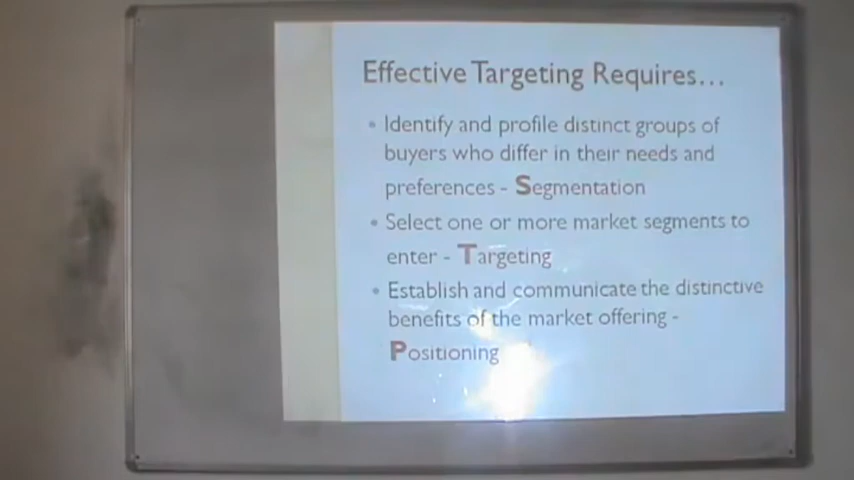 Effective Targeting Requires…
• Identify and profile distinct groups of
buyers who differ in their needs and
preferences - Segmentation
• Select one or more market segments to
enter - Targeting
• Establish and communicate the distinctive
benefits of the market offering -
Positioning